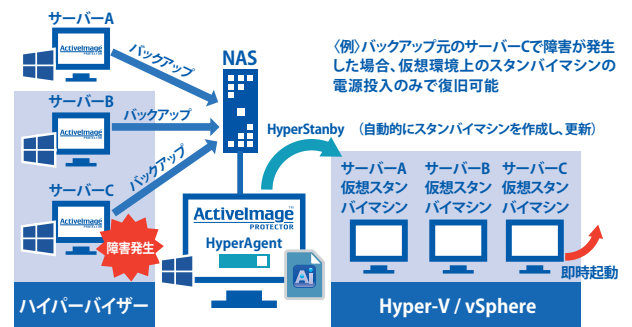 サーバーA
ActiveImage
バックアップ
NAS
〈例〉バックアップ元のサーバーCで障害が発生
した場合、仮想環境上のスタンバイマシンの
電源投入のみで復旧可能
サーバーB
ActiveImage
バックアップ
HyperStanby （自動的にスタンバイマシンを作成し、更新）
バックアップ
サーバーC
ActiveImage
障害発生
ActiveImage™
PROTECTOR
HyperAgent
Ai
サーバーA
仮想スタン
バイマシン
サーバーB
仮想スタン
バイマシン
サーバーC
仮想スタン
バイマシン
即時起動
ハイパーバイザー
Hyper-V / vSphere